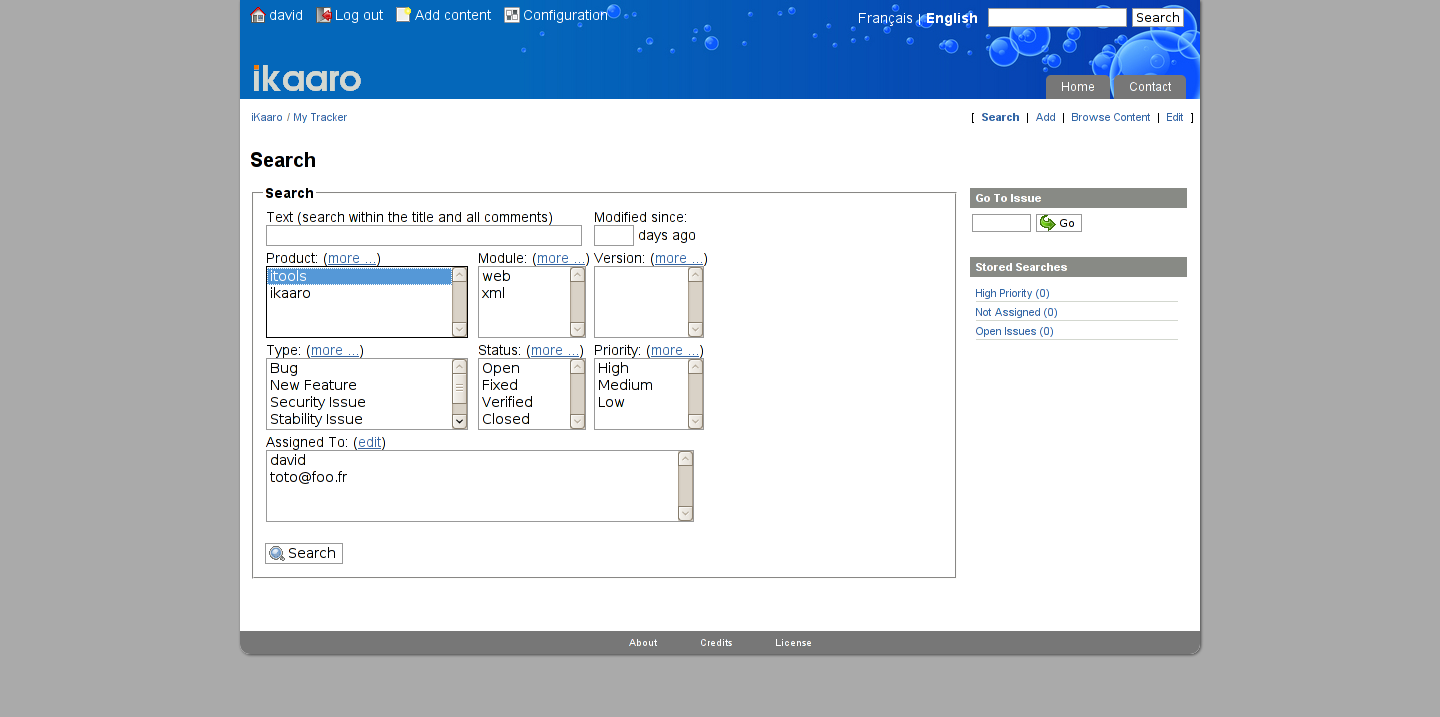 david Log out Add content Configuration
Français | English Search
ikaaro
Home Contact
iKaaro / My Tracker
[ Search | Add | Browse Content | Edit ]
Search
Search
Text (search within the title and all comments) Modified since:
days ago
Product: (more ...) Module: (more ...) Version: (more ...)
itools web
ikaaro xml
Type: (more ...) Status: (more ...) Priority: (more ...)
Bug Open High
New Feature Fixed Medium
Security Issue Verified Low
Stability Issue Closed
Assigned To: (edit)
david
toto@foo.fr
Search
Go To Issue
Go
Stored Searches
High Priority (0)
Not Assigned (0)
Open Issues (0)
About Credits License